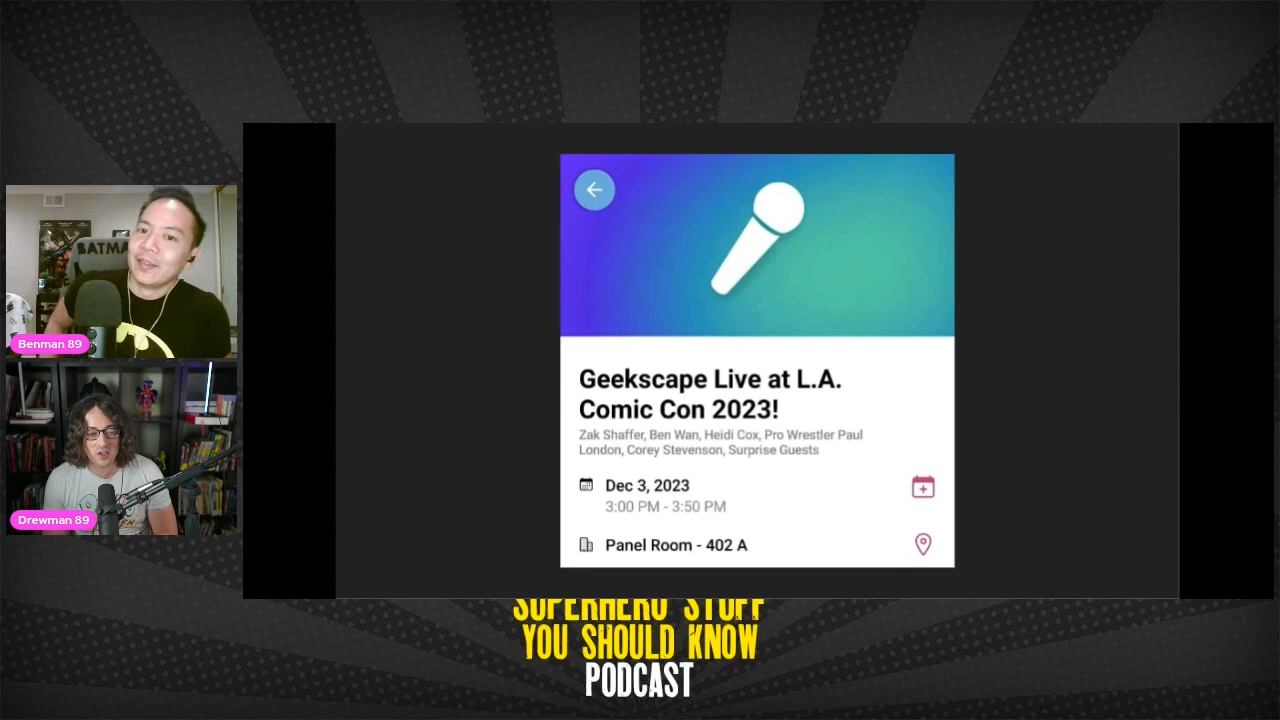 BATMA
Benman 89
Drewman 89
Geekscape Live at L.A.
Comic Con 2023!
Zak Shaffer, Ben Wan, Heidi Cox, Pro Wrestler Paul
London, Corey Stevenson, Surprise Guests
Dec 3, 2023
3:00 PM - 3:50 PM
Panel Room - 402 A
SUPERHERO STUFF
YOU SHOULD KNOW
PODCAST